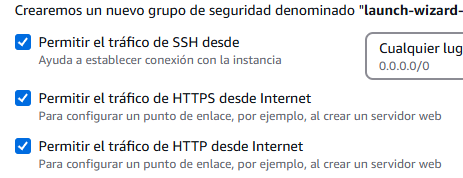 Crearemos un nuevo grupo de seguridad denominado "launch-wizard-
Permitir el tráfico de SSH desde
Ayuda a establecer conexión con la instancia
Cualquier lug
0.0.0.0/0
Permitir el tráfico de HTTPS desde Internet
Para configurar un punto de enlace, por ejemplo, al crear un servidor web
Permitir el tráfico de HTTP desde Internet
Para configurar un punto de enlace, por ejemplo, al crear un servidor web